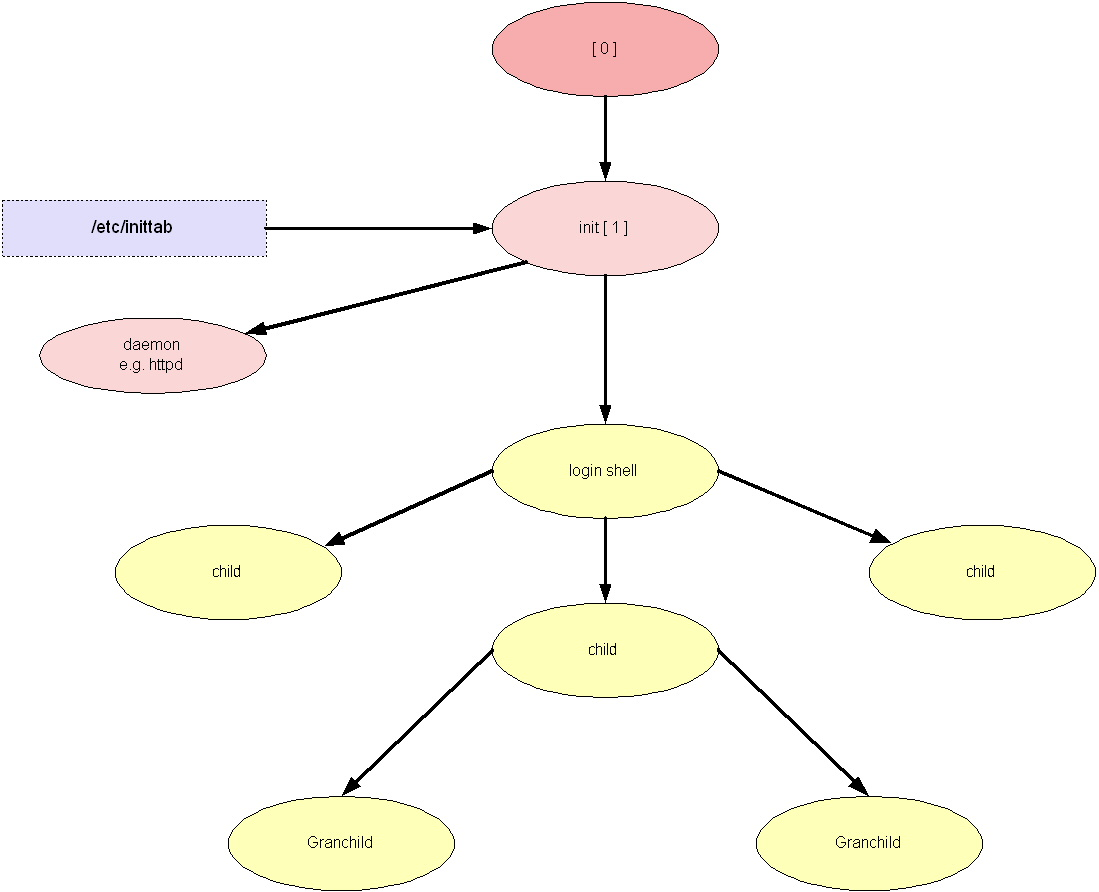 [ 0 ]
/etc/inittab
init [ 1 ]
daemon
e.g. httpd
login shell
child
child
child
Granchild
Granchild